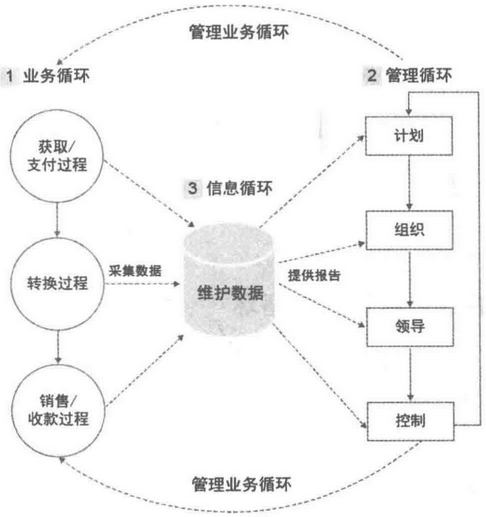 管理业务循环
1 业务循环
2 管理循环
获取/
支付过程
计划
3 信息循环
组织
采集数据
提供报告
转换过程
维护数据
领导
销售/
收款过程
控制
管理业务循环